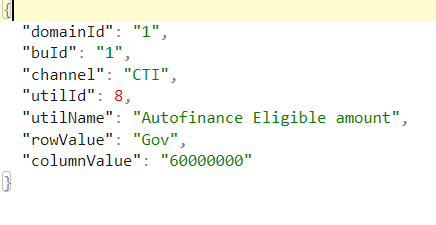 {
"domainId": "1",
"buId": "1",
"channel": "CTI",
"utilId": 8,
"utilName": "Autofinance Eligible amount",
"rowValue": "Gov",
"columnValue": "60000000"
}